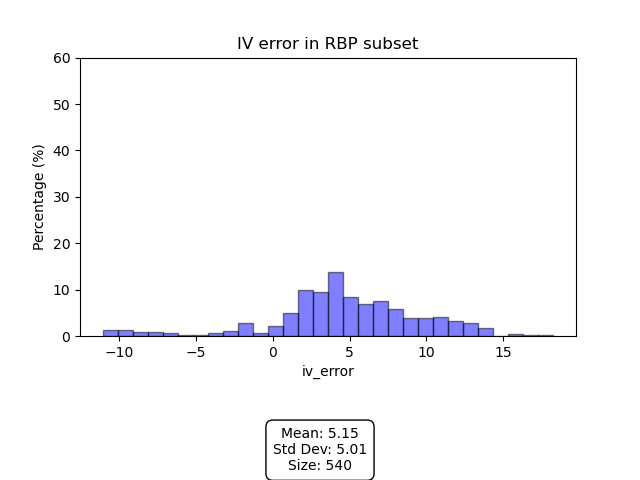 IV error in RBP subset
60
50
40
30
20
10
0
Percentage (%)
−10
−5
0
5
10
15
iv_error
Mean: 5.15
Std Dev: 5.01
Size: 540